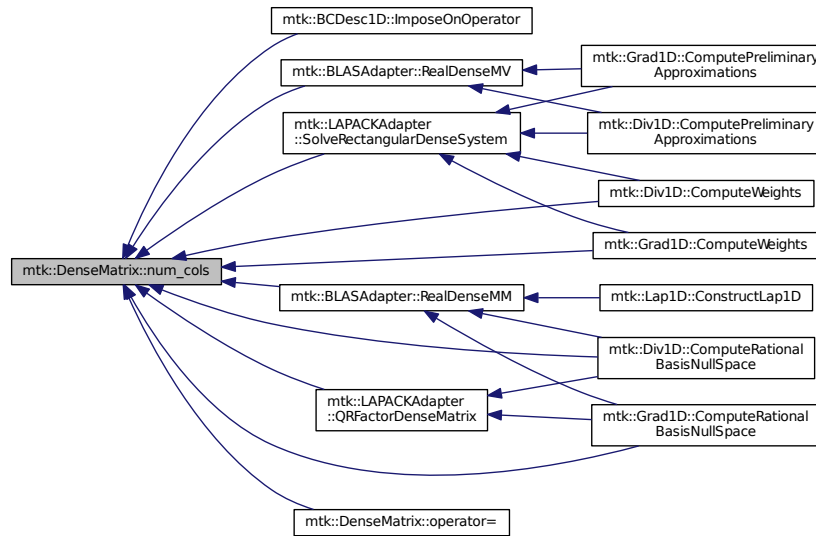 mtk::BCDesc1D::ImposeOnOperator
mtk::BLASAdapter::RealDenseMV
mtk::Grad1D::ComputePreliminary
Approximations
mtk::LAPACKAdapter
::SolveRectangularDenseSystem
mtk::Div1D::ComputePreliminary
Approximations
mtk::Div1D::ComputeWeights
mtk::Grad1D::ComputeWeights
mtk::DenseMatrix::num_cols
mtk::BLASAdapter::RealDenseMM
mtk::Lap1D::ConstructLap1D
mtk::Div1D::ComputeRational
BasisNullSpace
mtk::LAPACKAdapter
::QRFactorDenseMatrix
mtk::Grad1D::ComputeRational
BasisNullSpace
mtk::DenseMatrix::operator=